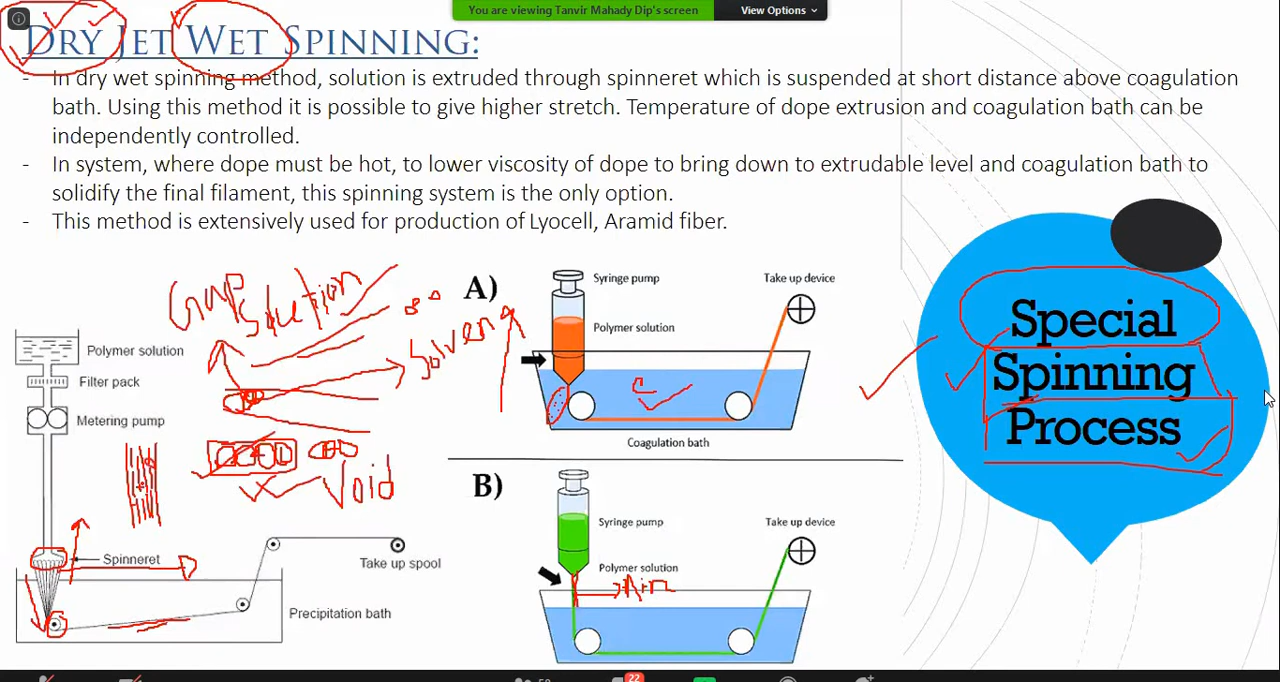 You are viewing Tanvir Mahady Dip's screen
View Options
DRY JET WET SPINNING:
- In dry wet spinning method, solution is extruded through spinneret which is suspended at short distance above coagulation
bath. Using this method it is possible to give higher stretch. Temperature of dope extrusion and coagulation bath can be
independently controlled.
- In system, where dope must be hot, to lower viscosity of dope to bring down to extrudable level and coagulation bath to
solidify the final filament, this spinning system is the only option.
- This method is extensively used for production of Lyocell, Aramid fiber.
Polymer solution
Filter pack
Metering pump
Spinneret
Take up spool
Precipitation bath
Solution
Solven
Void
A)
Syringe pump
Take up device
Polymer solution
C
Coagulation bath
B)
Syringe pump
Take up device
Polymer solution
Air
Special
Spinning
Process
22